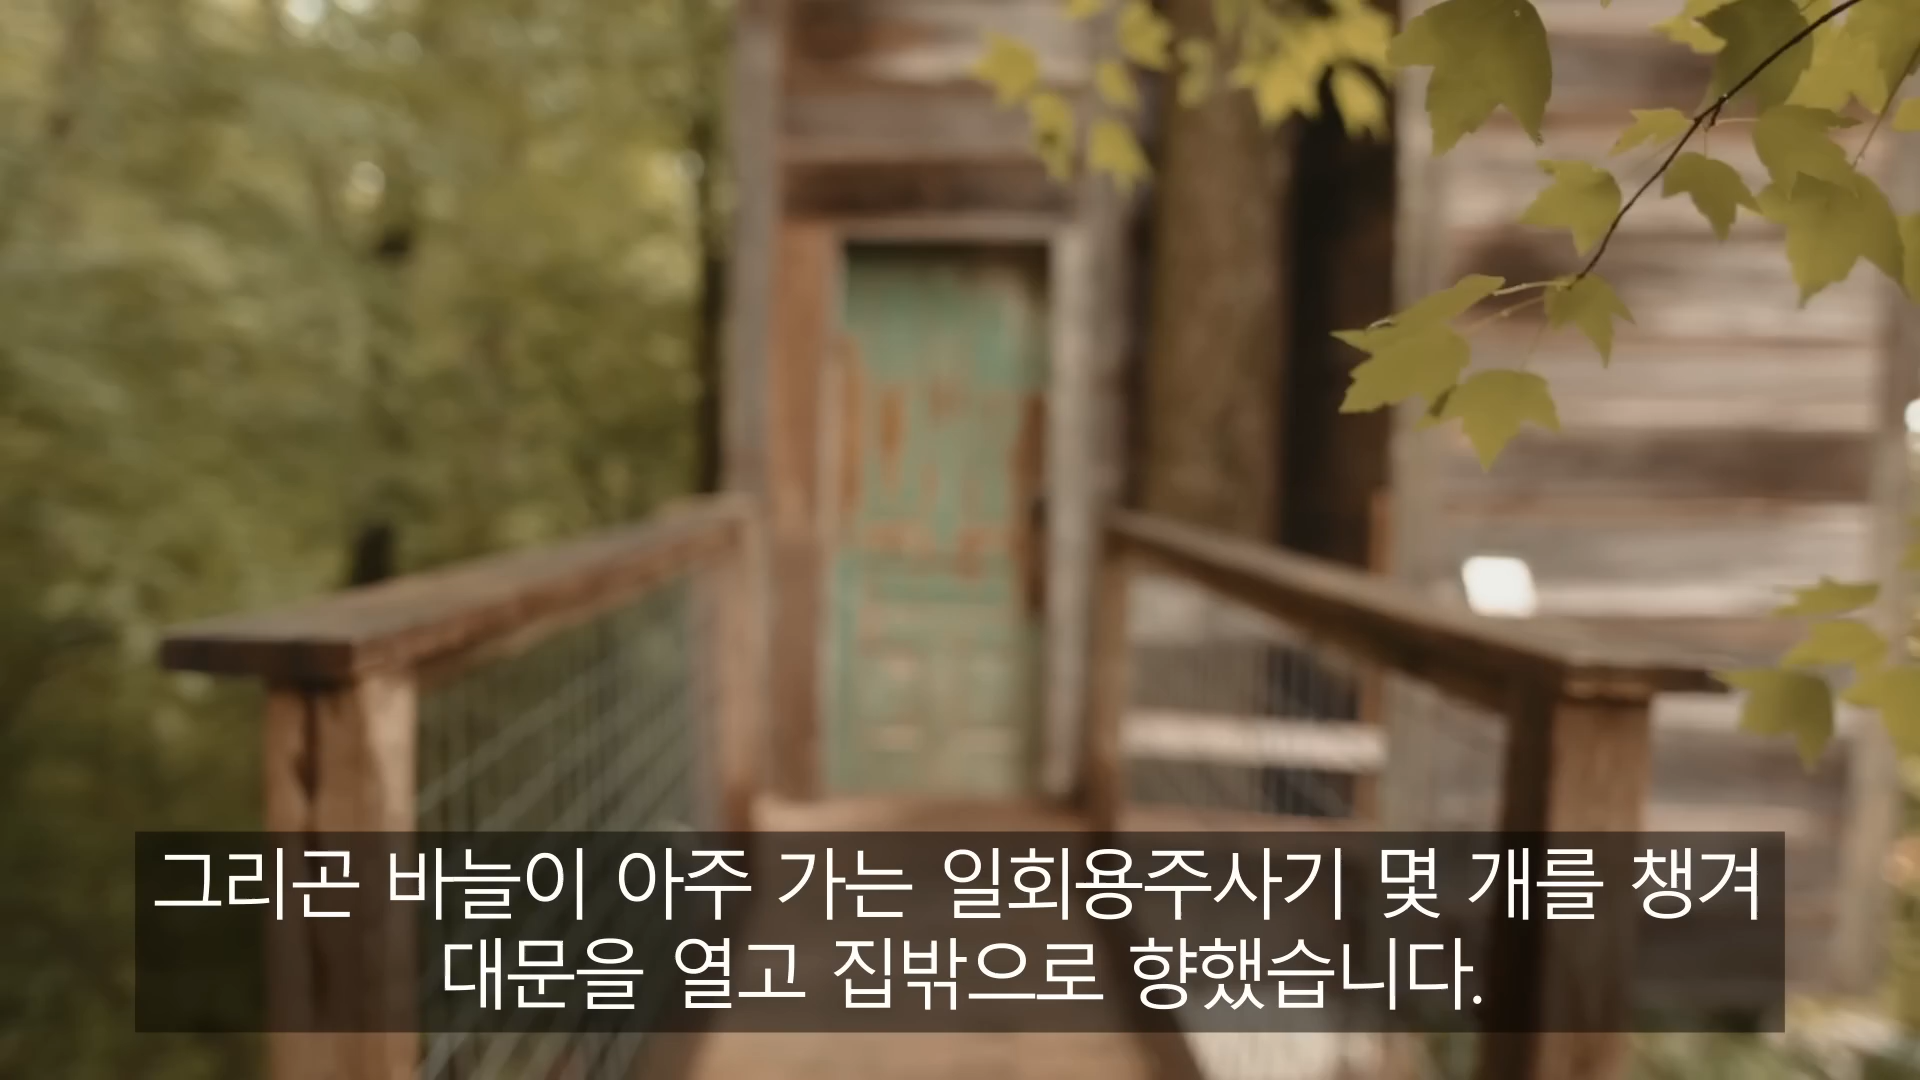 그리곤 바늘이 아주 가는 일회용주사기 몇 개를 챙겨
대문을 열고 집밖으로 향했습니다.